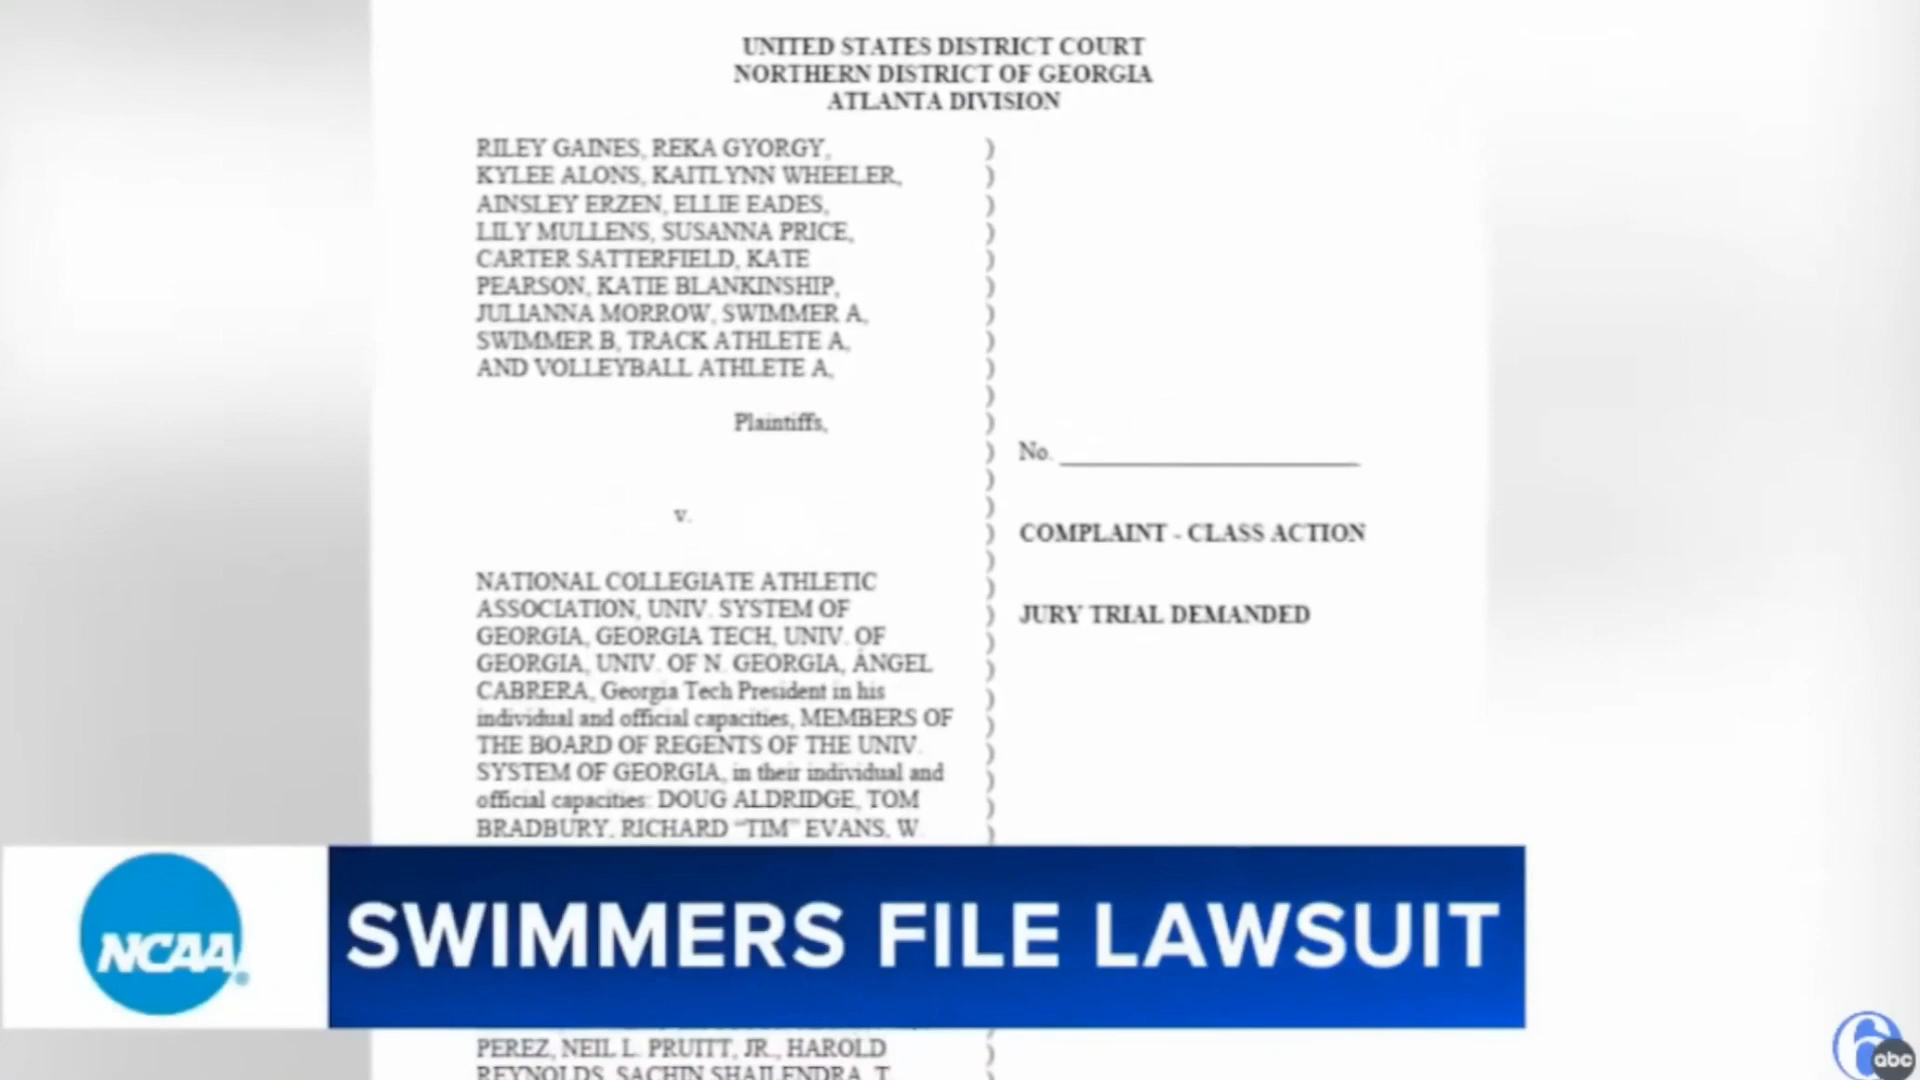 UNITED STATES DISTRICT COURT
NORTHERN DISTRICT OF GEORGIA
ATLANTA DIVISION
RILEY GAINES, REKA GYORGY, )
KYLEE ALONS, KAITLYNN WHEELER, )
AINSLEY ERZEN, ELLIE EADES, )
LILY MULLENS, SUSANNA PRICE, )
CARTER SATTERFIELD, KATE )
PEARSON, KATIE BLANKINSHIP, )
JULIANNA MORROW, SWIMMER A, )
SWIMMER B, TRACK ATHLETE A, )
AND VOLLEYBALL ATHLETE A, )
Plaintiffs, )
No.
v.
COMPLAINT - CLASS ACTION
NATIONAL COLLEGIATE ATHLETIC )
ASSOCIATION, UNIV. SYSTEM OF ) JURY TRIAL DEMANDED
GEORGIA, GEORGIA TECH, UNIV. OF )
GEORGIA, UNIV. OF N. GEORGIA, ÁNGEL )
CABRERA, Georgia Tech President in his )
individual and official capacities, MEMBERS OF )
THE BOARD OF REGENTS OF THE UNIV. )
SYSTEM OF GEORGIA, in their individual and )
official capacities: DOUG ALDRIDGE, TOM )
BRADBURY, RICHARD “TIM” EVANS, W. )
NCAA®
SWIMMERS FILE LAWSUIT
PEREZ, NEIL L. PRUITT, JR., HAROLD )
REYNOLDS, SACHIN SHAILENDRA, T. )
6
abc